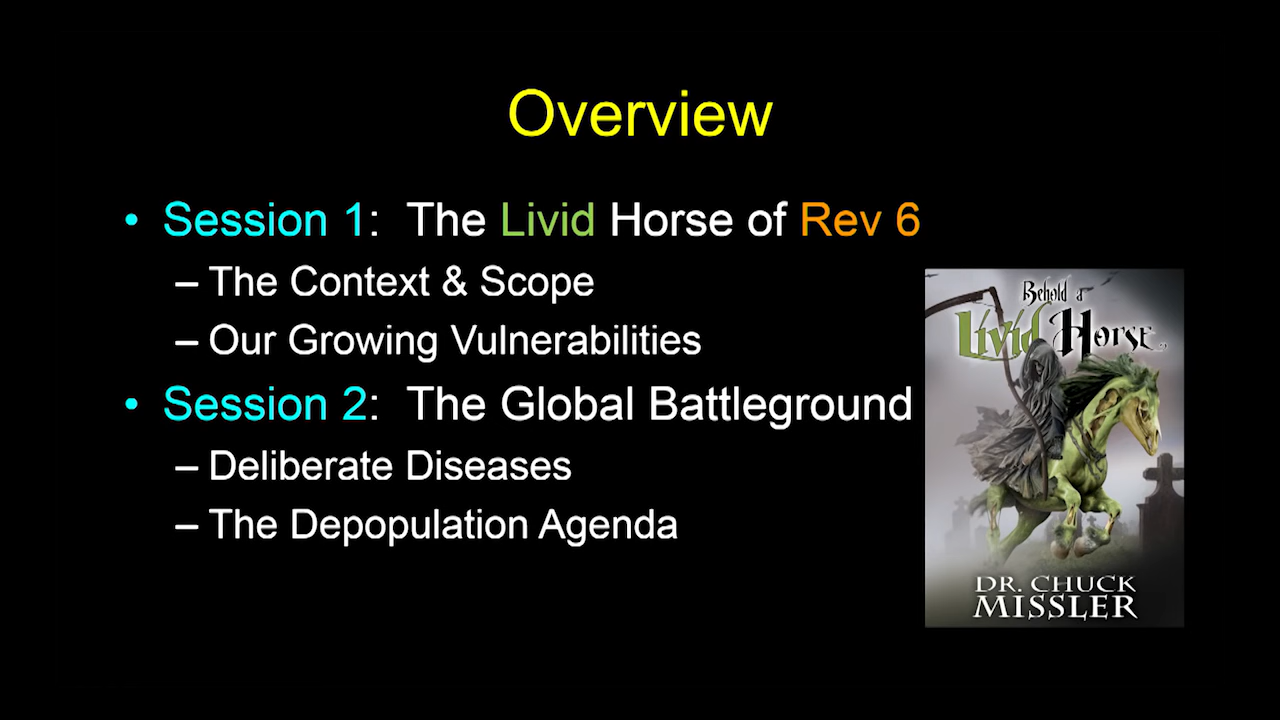 Overview
• Session 1:  The Livid Horse of Rev 6
– The Context & Scope
– Our Growing Vulnerabilities
• Session 2:  The Global Battleground
– Deliberate Diseases
– The Depopulation Agenda
Behold a
Livid Horse
DR. CHUCK
MISSLER